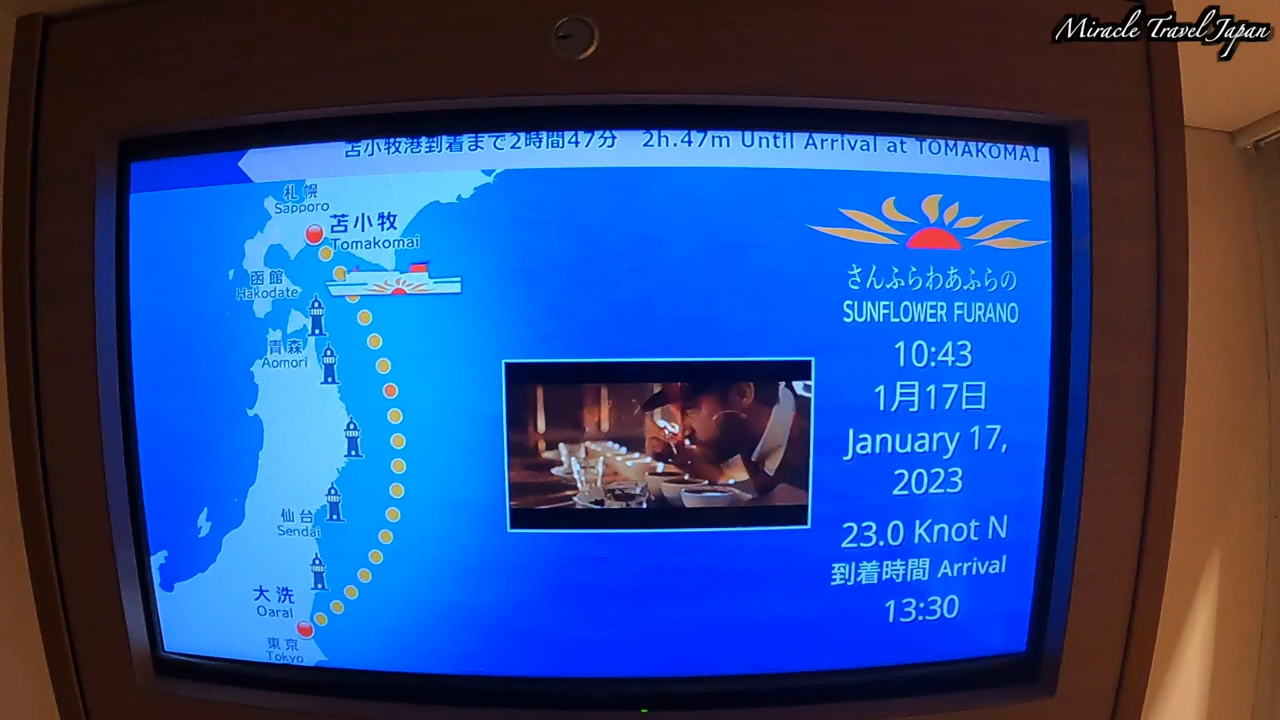 Miracle Travel Japan
苫小牧港到着まで2時間47分 2h.47m Until Arrival at TOMAKOMAI
札幌
Sapporo
苫小牧
Tomakomai
函館
Hakodate
青森
Aomori
仙台
Sendai
大洗
Oarai
東京
Tokyo
さんふらわあふらの
SUNFLOWER FURANO
10:43
1月17日
January 17,
2023
23.0 Knot N
到着時間 Arrival
13:30